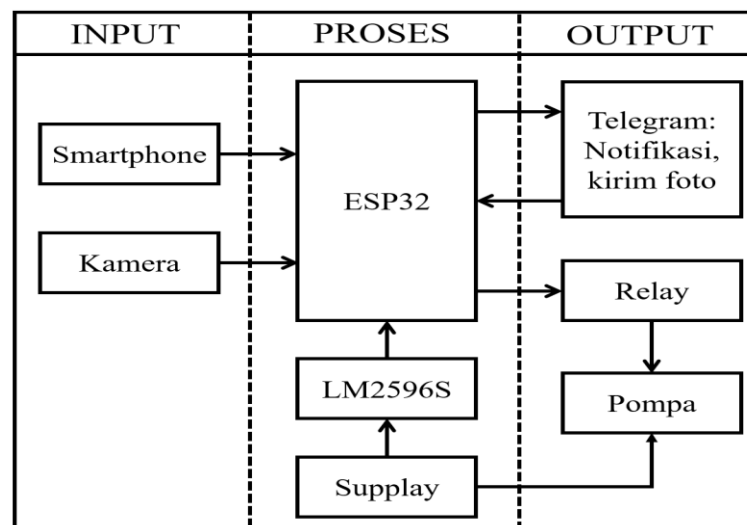 INPUT
PROSES
OUTPUT
Smartphone
Kamera
ESP32
LM2596S
Supplay
Telegram:
Notifikasi,
kirim foto
Relay
Pompa